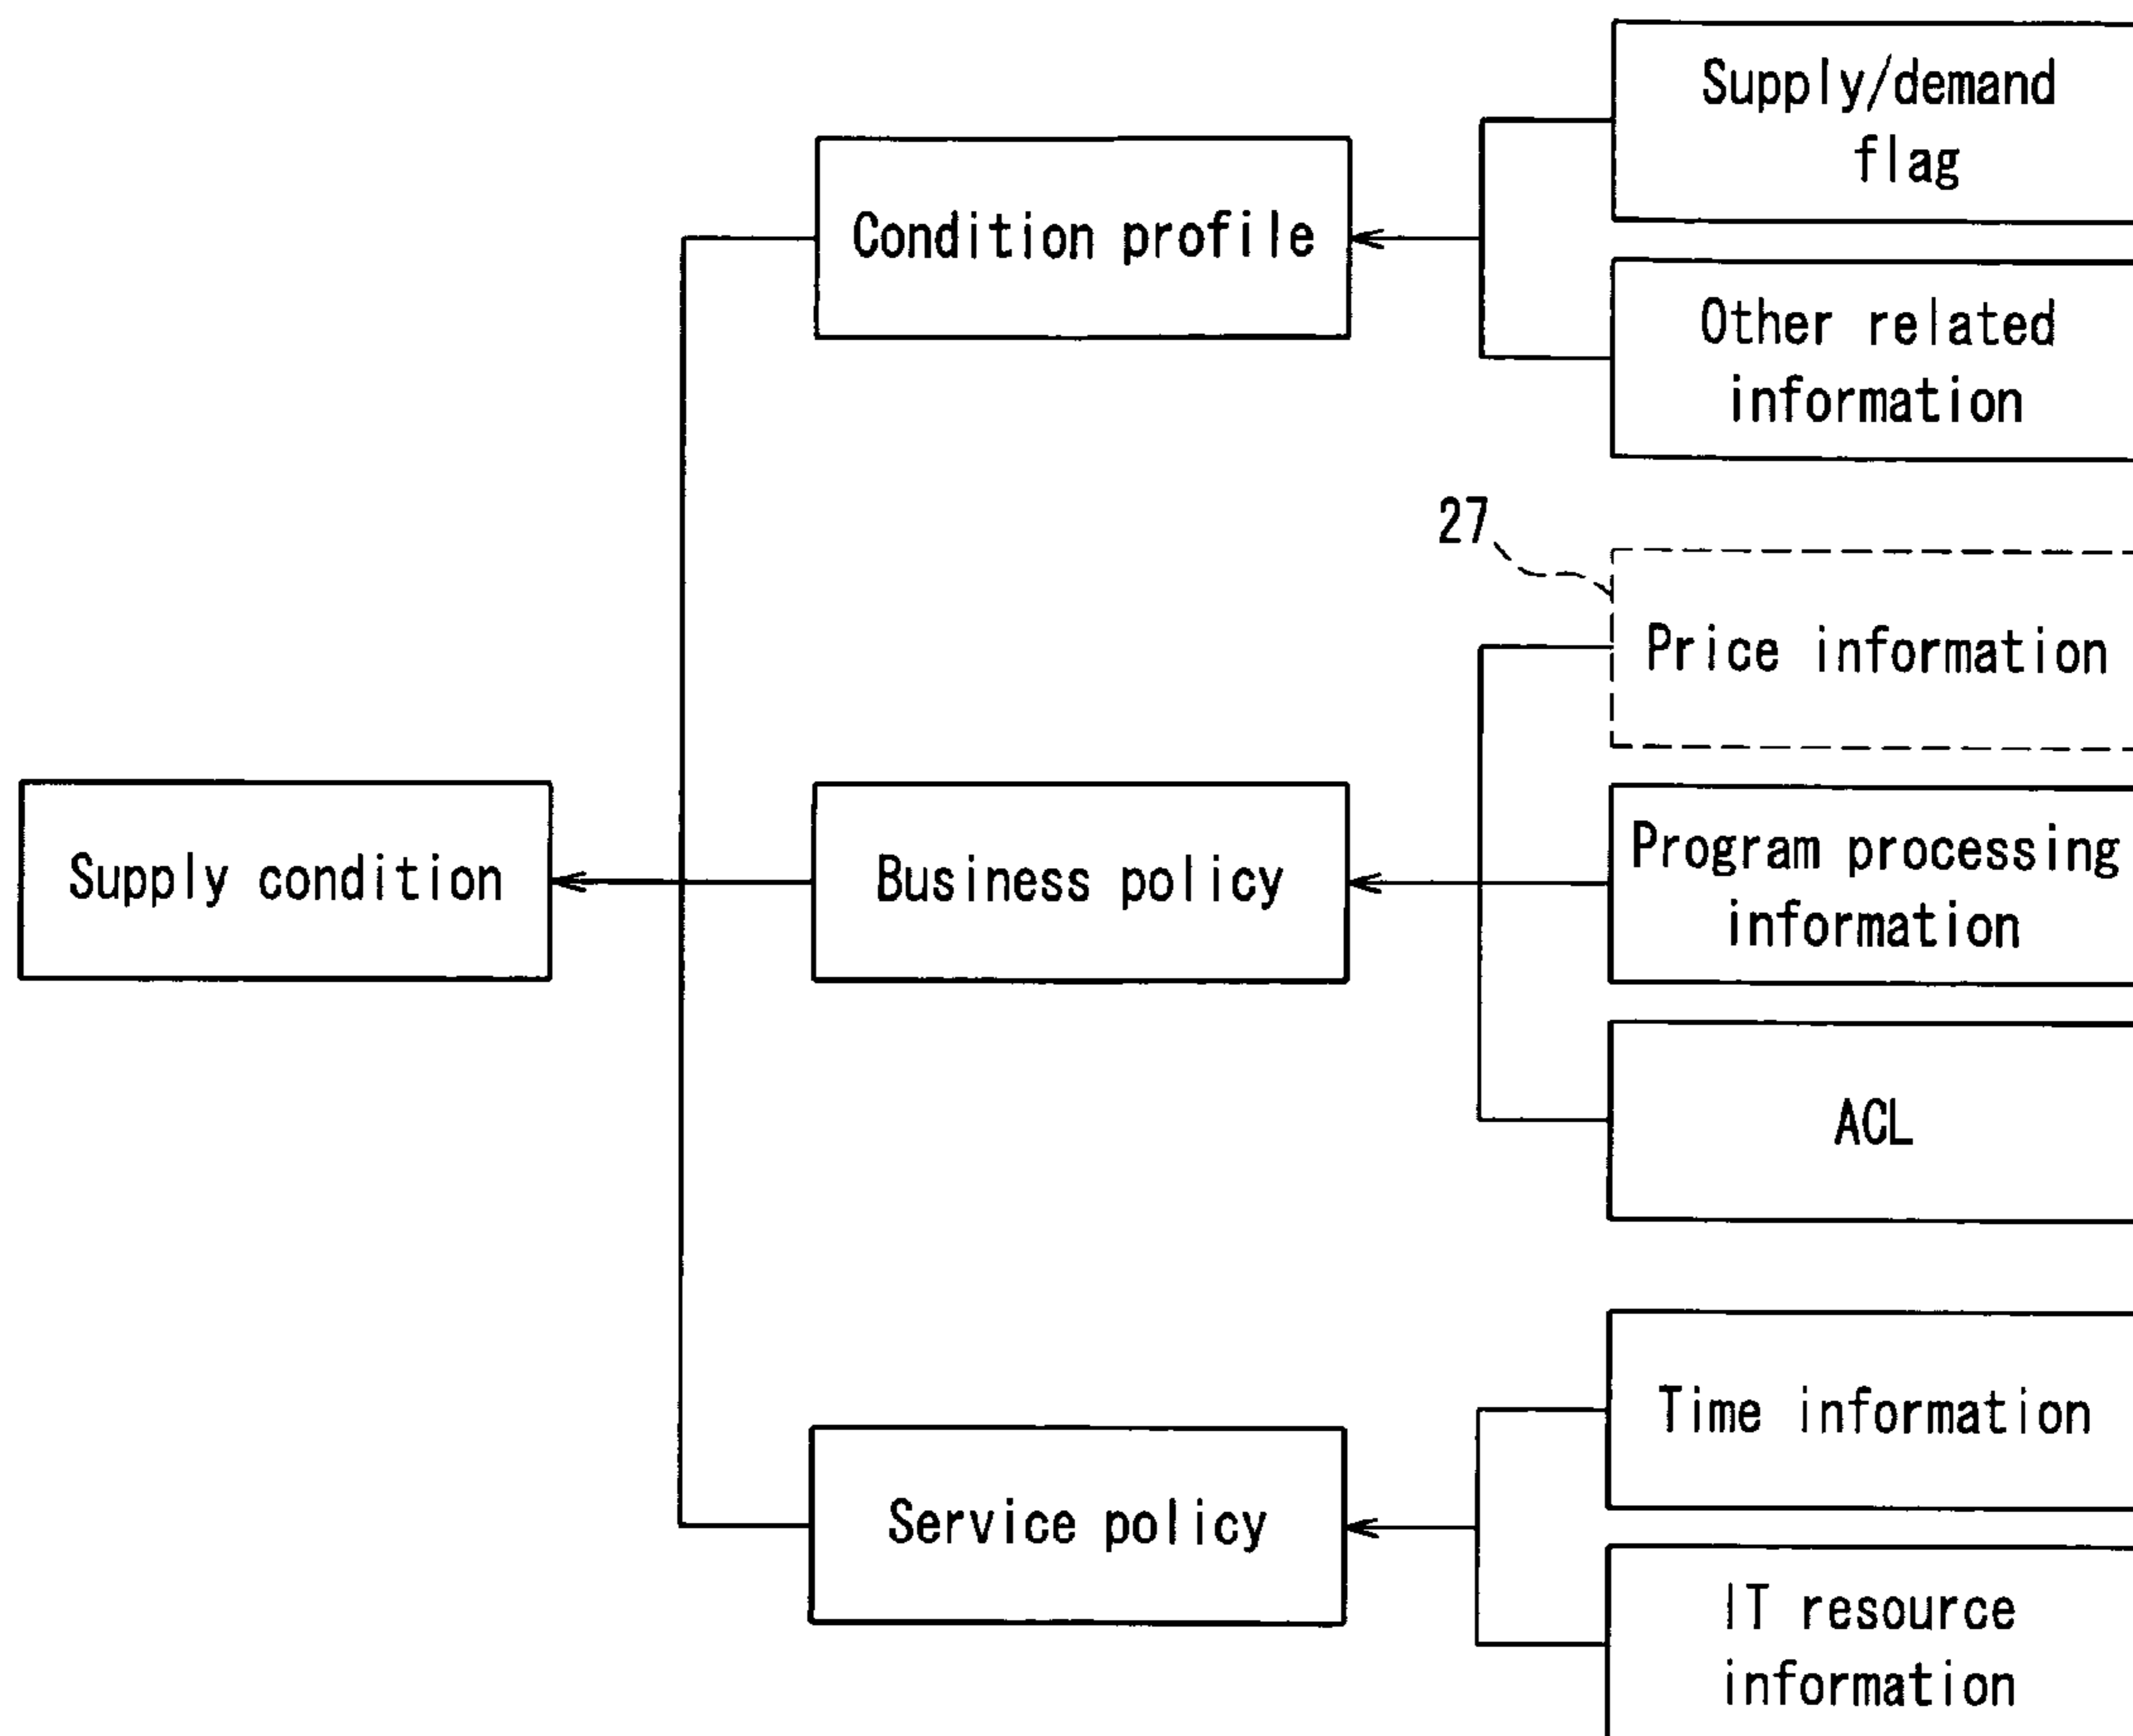 Supply/demand
flag
Condition profile
Other related
information
27
Price information
Supply condition
Business policy
Program processing
information
ACL
Time information
Service policy
IT resource
information